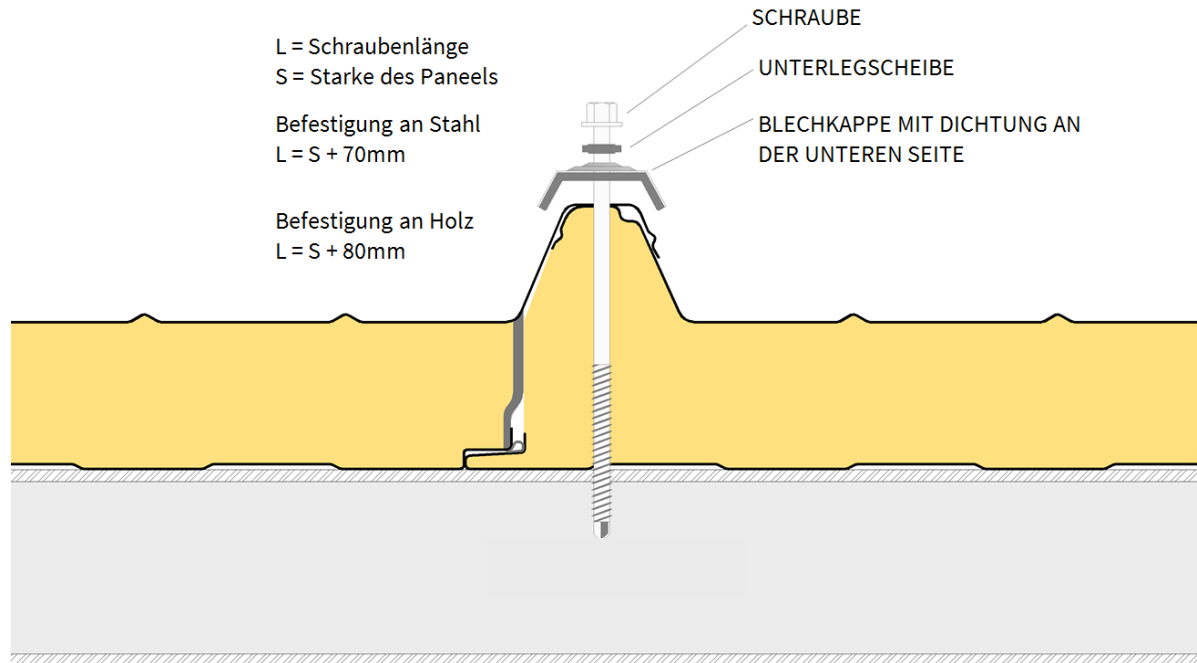 L = Schraubenlänge
S = Starke des Paneels
Befestigung an Stahl
L = S + 70mm
Befestigung an Holz
L = S + 80mm
SCHRAUBE
UNTERLEGSCHEIBE
BLECHKAPPE MIT DICHTUNG AN
DER UNTEREN SEITE